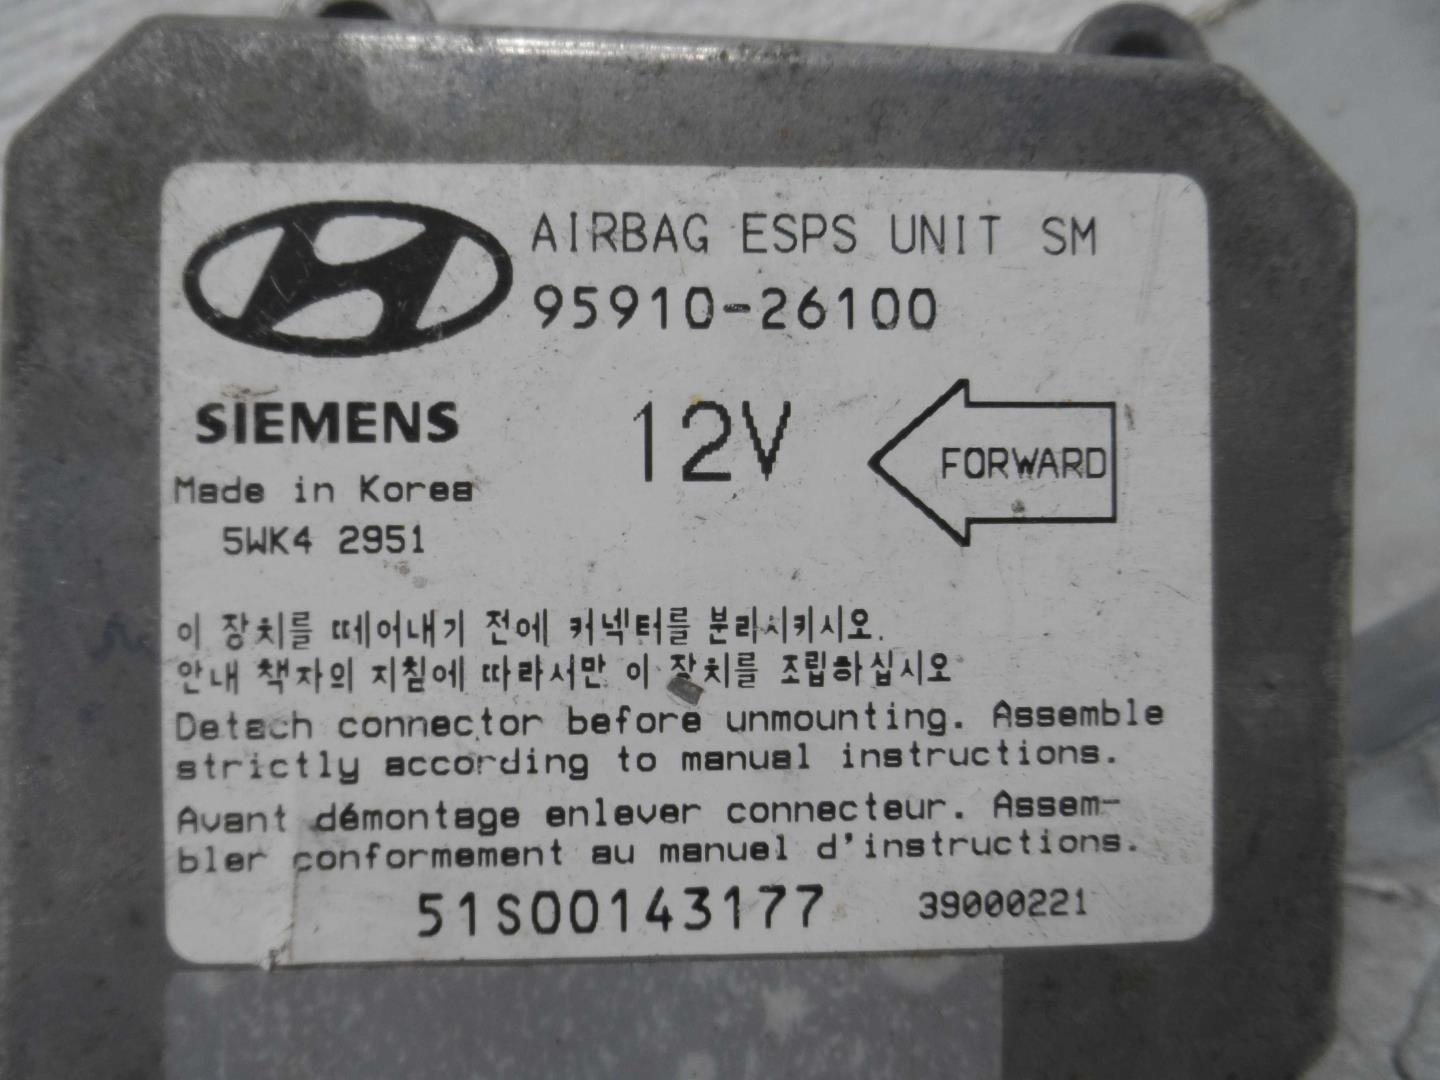 AIRBAG ESPS UNIT SM
95910-26100
SIEMENS
12V
FORWARD
Made in Korea
5WK4 2951
이 장치를 떼어내기 전에 커넥터를 분리시키시오.
안내 책자의 지침에 따라서만 이 장치를 조립하십시오
Detach connector before unmounting. Assemble
strictly according to manual instructions.
Avant démontage enlever connecteur. Assem-
bler conformement au manuel d'instructions.
51S00143177 39000221